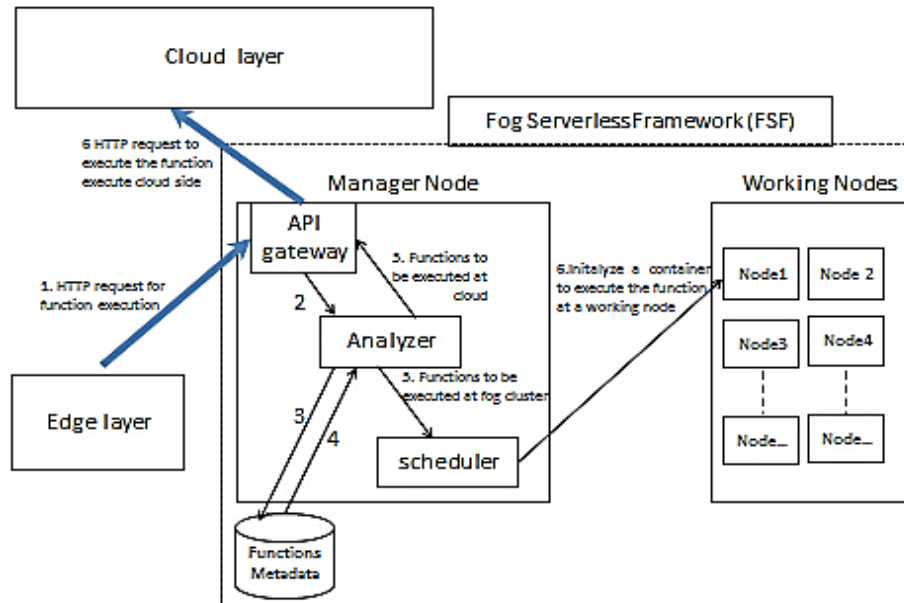 Cloud layer
Fog ServerlessFramework (FSF)
6 HTTP request to
execute the function
execute cloud side
Manager Node
Working Nodes
API
gateway
1. HTTP request for
function execution
2
5. Functions to
be executed at
cloud
6.Initalyze a container
to execute the function
at a working node
Node1
Node 2
Analyzer
Node3
Node4
Edge layer
5. Functions to be
executed at fog cluster
3
4
scheduler
Node...
Node...
Functions
Metadata